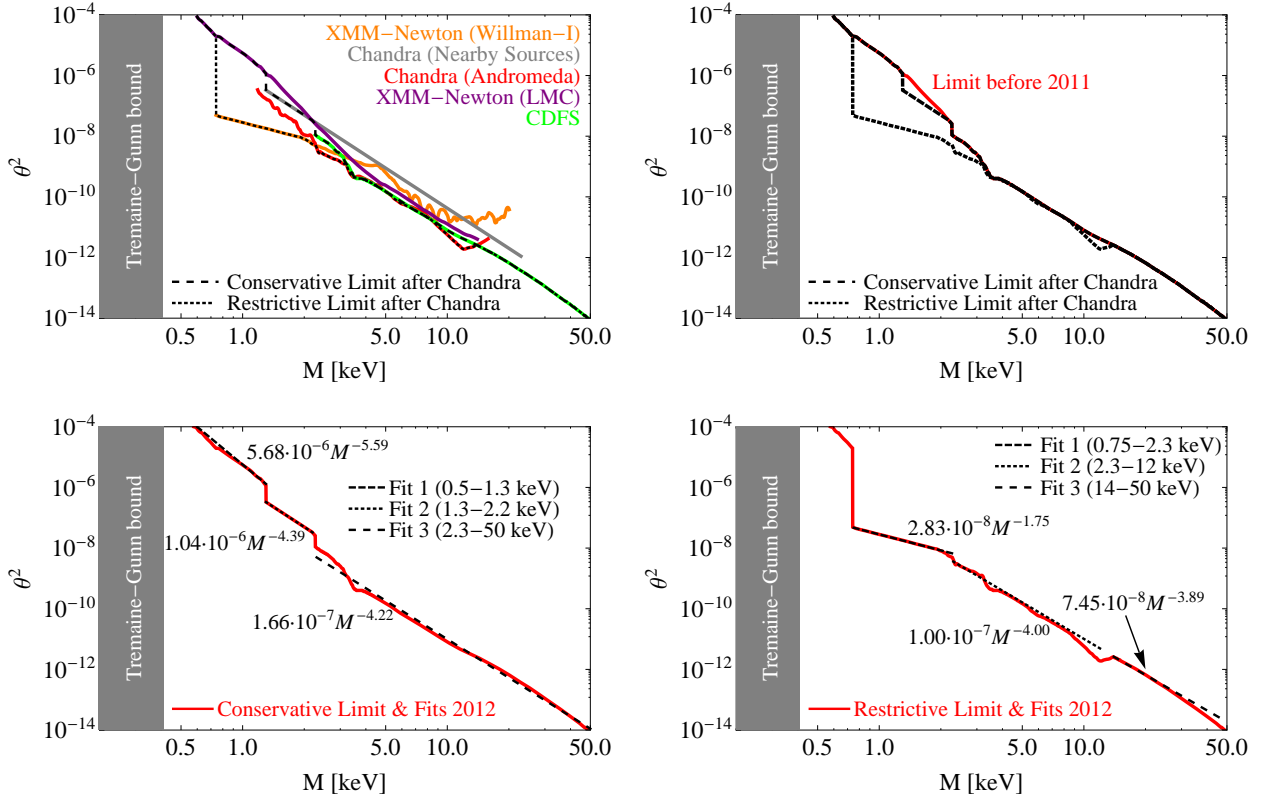 XMM−Newton (Willman−I)
Chandra (Nearby Sources)
Chandra (Andromeda)
XMM−Newton (LMC)
CDFS
Tremaine−Gunn bound
Conservative Limit after Chandra
Restrictive Limit after Chandra
10^-4
10^-6
10^-8
10^-10
10^-12
10^-14
θ^2
0.5 1.0 5.0 10.0 50.0
M [keV]
Limit before 2011
Tremaine−Gunn bound
Conservative Limit after Chandra
Restrictive Limit after Chandra
10^-4
10^-6
10^-8
10^-10
10^-12
10^-14
θ^2
0.5 1.0 5.0 10.0 50.0
M [keV]
5.68·10^-6 M^-5.59
Fit 1 (0.5−1.3 keV)
Fit 2 (1.3−2.2 keV)
Fit 3 (2.3−50 keV)
1.04·10^-6 M^-4.39
1.66·10^-7 M^-4.22
Tremaine−Gunn bound
Conservative Limit & Fits 2012
10^-4
10^-6
10^-8
10^-10
10^-12
10^-14
θ^2
0.5 1.0 5.0 10.0 50.0
M [keV]
Fit 1 (0.75−2.3 keV)
Fit 2 (2.3−12 keV)
Fit 3 (14−50 keV)
2.83·10^-8 M^-1.75
7.45·10^-8 M^-3.89
1.00·10^-7 M^-4.00
Tremaine−Gunn bound
Restrictive Limit & Fits 2012
10^-4
10^-6
10^-8
10^-10
10^-12
10^-14
θ^2
0.5 1.0 5.0 10.0 50.0
M [keV]